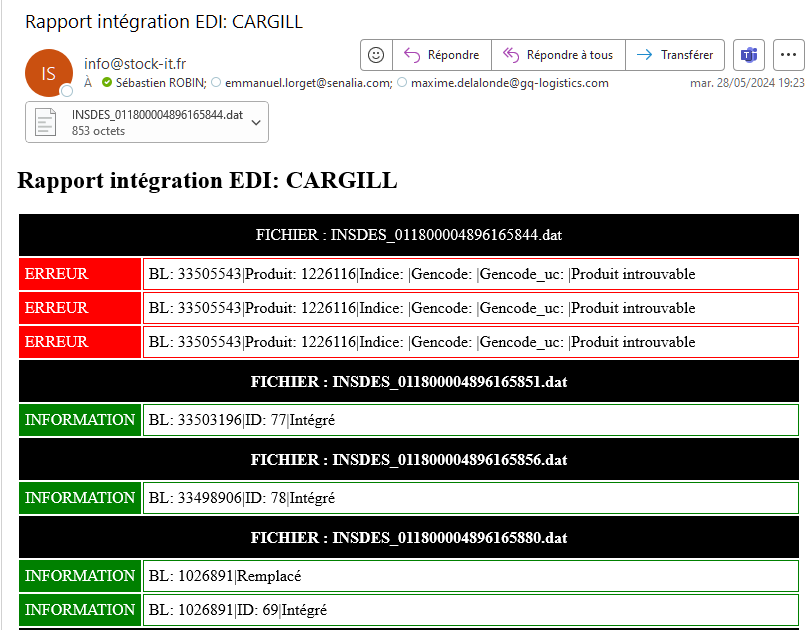 Rapport intégration EDI: CARGILL
IS
info@stock-it.fr
Répondre
Répondre à tous
Transférer
À Sébastien ROBIN; emmanuel.lorget@senalia.com; maxime.delalonde@gq-logistics.com
mar. 28/05/2024 19:23
INSDES_011800004896165844.dat
853 octets
Rapport intégration EDI: CARGILL
FICHIER : INSDES_011800004896165844.dat
ERREUR BL: 33505543|Produit: 1226116|Indice: |Gencode: |Gencode_uc: |Produit introuvable
ERREUR BL: 33505543|Produit: 1226116|Indice: |Gencode: |Gencode_uc: |Produit introuvable
ERREUR BL: 33505543|Produit: 1226116|Indice: |Gencode: |Gencode_uc: |Produit introuvable
FICHIER : INSDES_011800004896165851.dat
INFORMATION BL: 33503196|ID: 77|Intégré
FICHIER : INSDES_011800004896165856.dat
INFORMATION BL: 33498906|ID: 78|Intégré
FICHIER : INSDES_011800004896165880.dat
INFORMATION BL: 1026891|Remplacé
INFORMATION BL: 1026891|ID: 69|Intégré